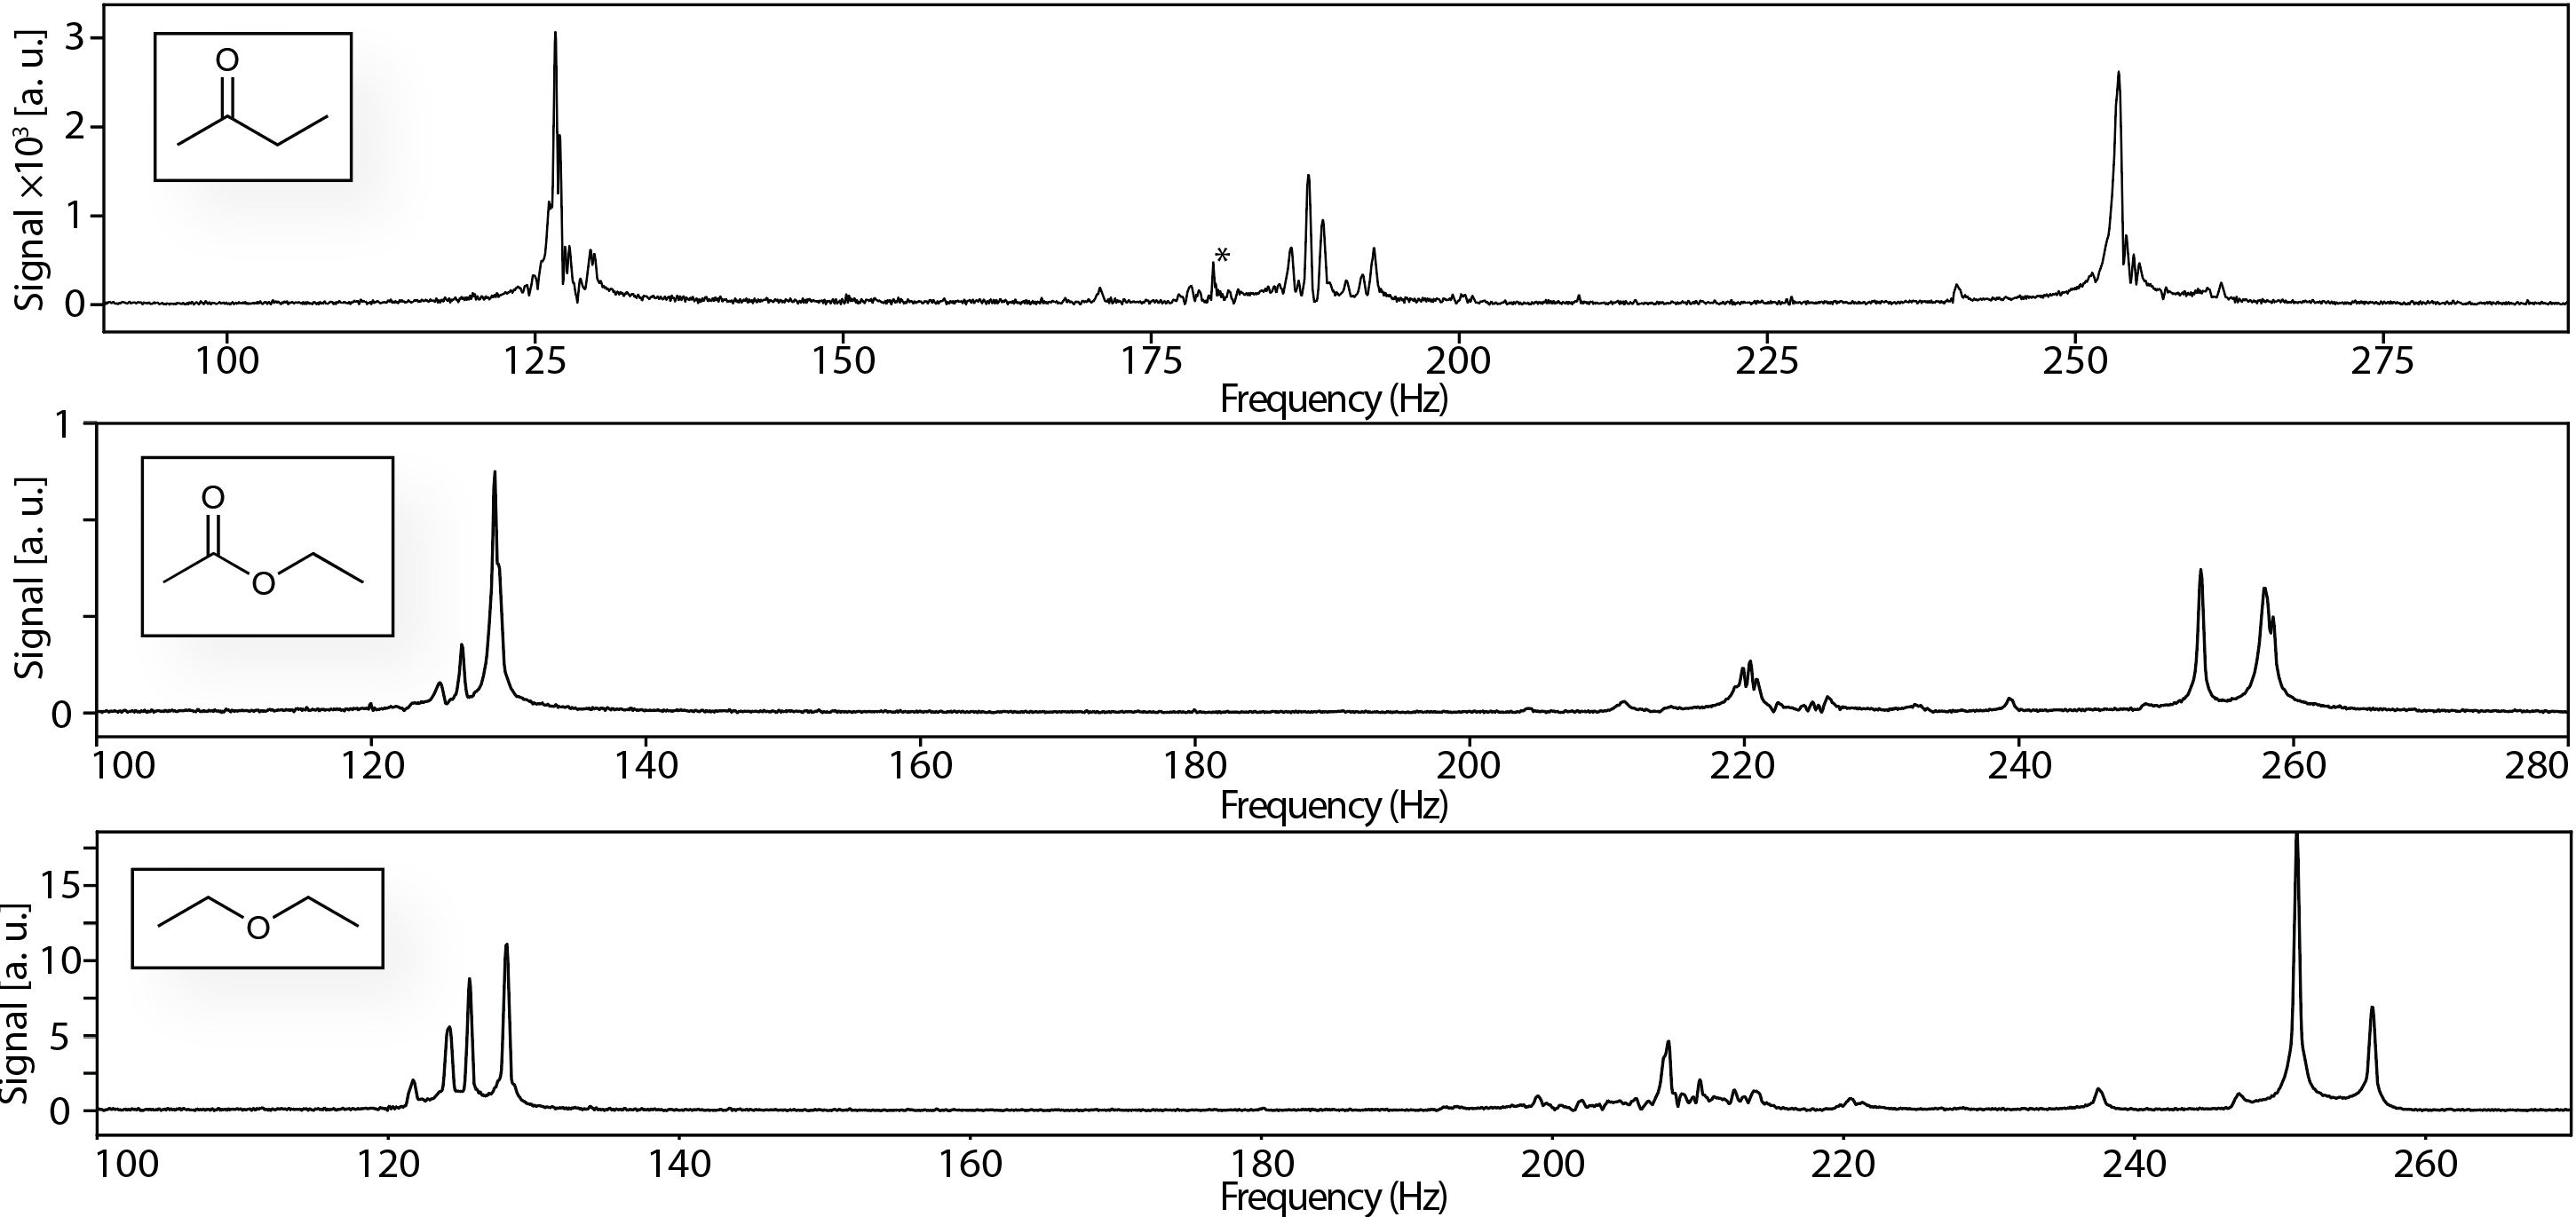 Signal ×10³ [a. u.]
3
2
1
0
O
*
100 125 150 175 200 225 250 275
Frequency (Hz)
Signal [a. u.]
1
0
O
O
100 120 140 160 180 200 220 240 260 280
Frequency (Hz)
Signal [a. u.]
15
10
5
0
O
100 120 140 160 180 200 220 240 260
Frequency (Hz)